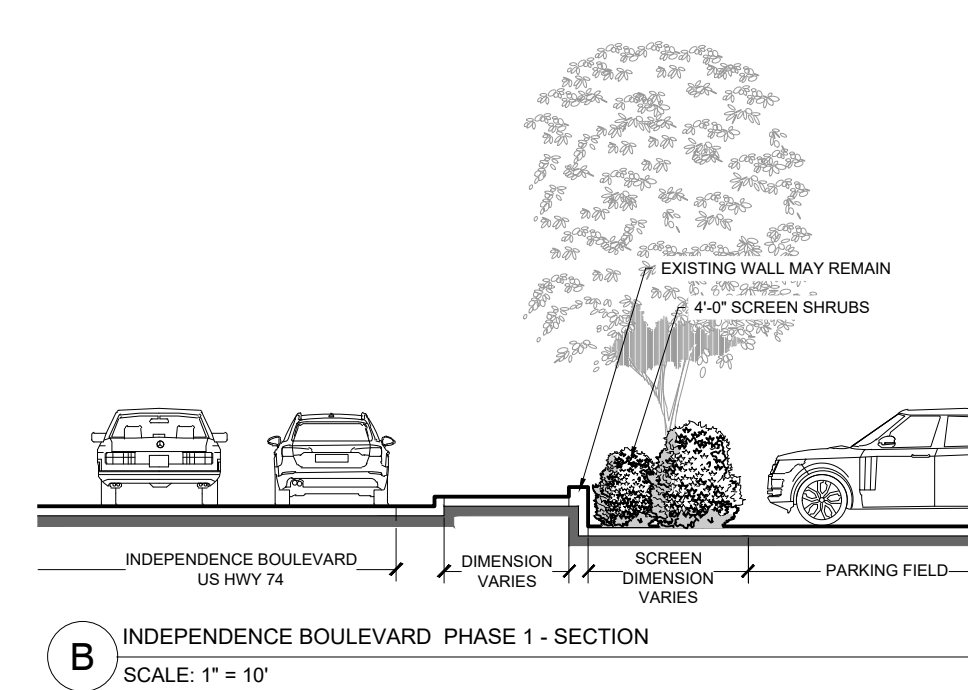 EXISTING WALL MAY REMAIN
4'-0" SCREEN SHRUBS
INDEPENDENCE BOULEVARD
US HWY 74
DIMENSION
VARIES
SCREEN
DIMENSION
VARIES
PARKING FIELD
B
INDEPENDENCE BOULEVARD PHASE 1 - SECTION
SCALE: 1" = 10'